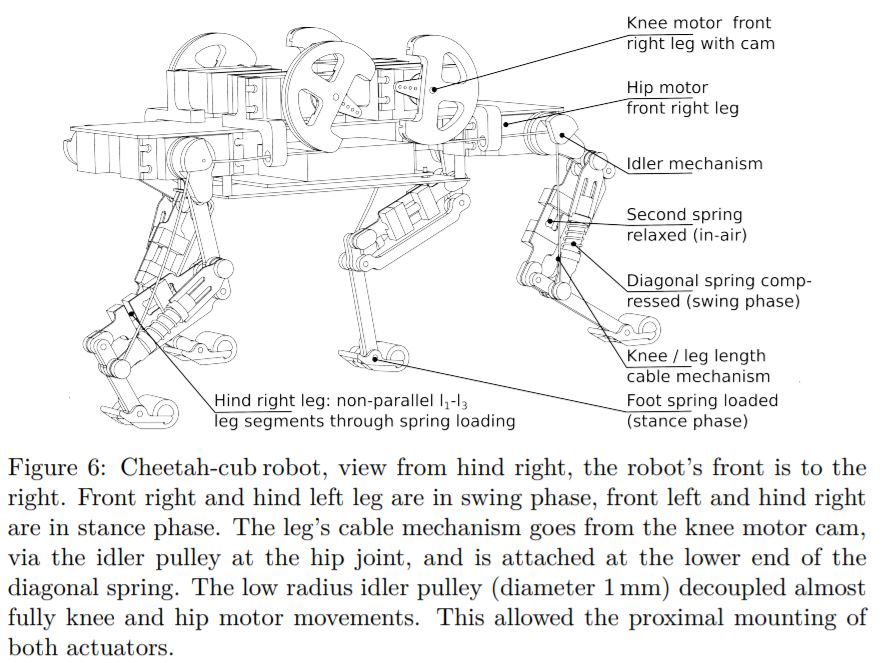 Knee motor front
right leg with cam
Hip motor
front right leg
Idler mechanism
Second spring
relaxed (in-air)
Diagonal spring comp-
ressed (swing phase)
Knee / leg length
cable mechanism
Foot spring loaded
(stance phase)
Hind right leg: non-parallel l₁-l₃
leg segments through spring loading
Figure 6: Cheetah-cub robot, view from hind right, the robot's front is to the
right. Front right and hind left leg are in swing phase, front left and hind right
are in stance phase. The leg's cable mechanism goes from the knee motor cam,
via the idler pulley at the hip joint, and is attached at the lower end of the
diagonal spring. The low radius idler pulley (diameter 1 mm) decoupled almost
fully knee and hip motor movements. This allowed the proximal mounting of
both actuators.